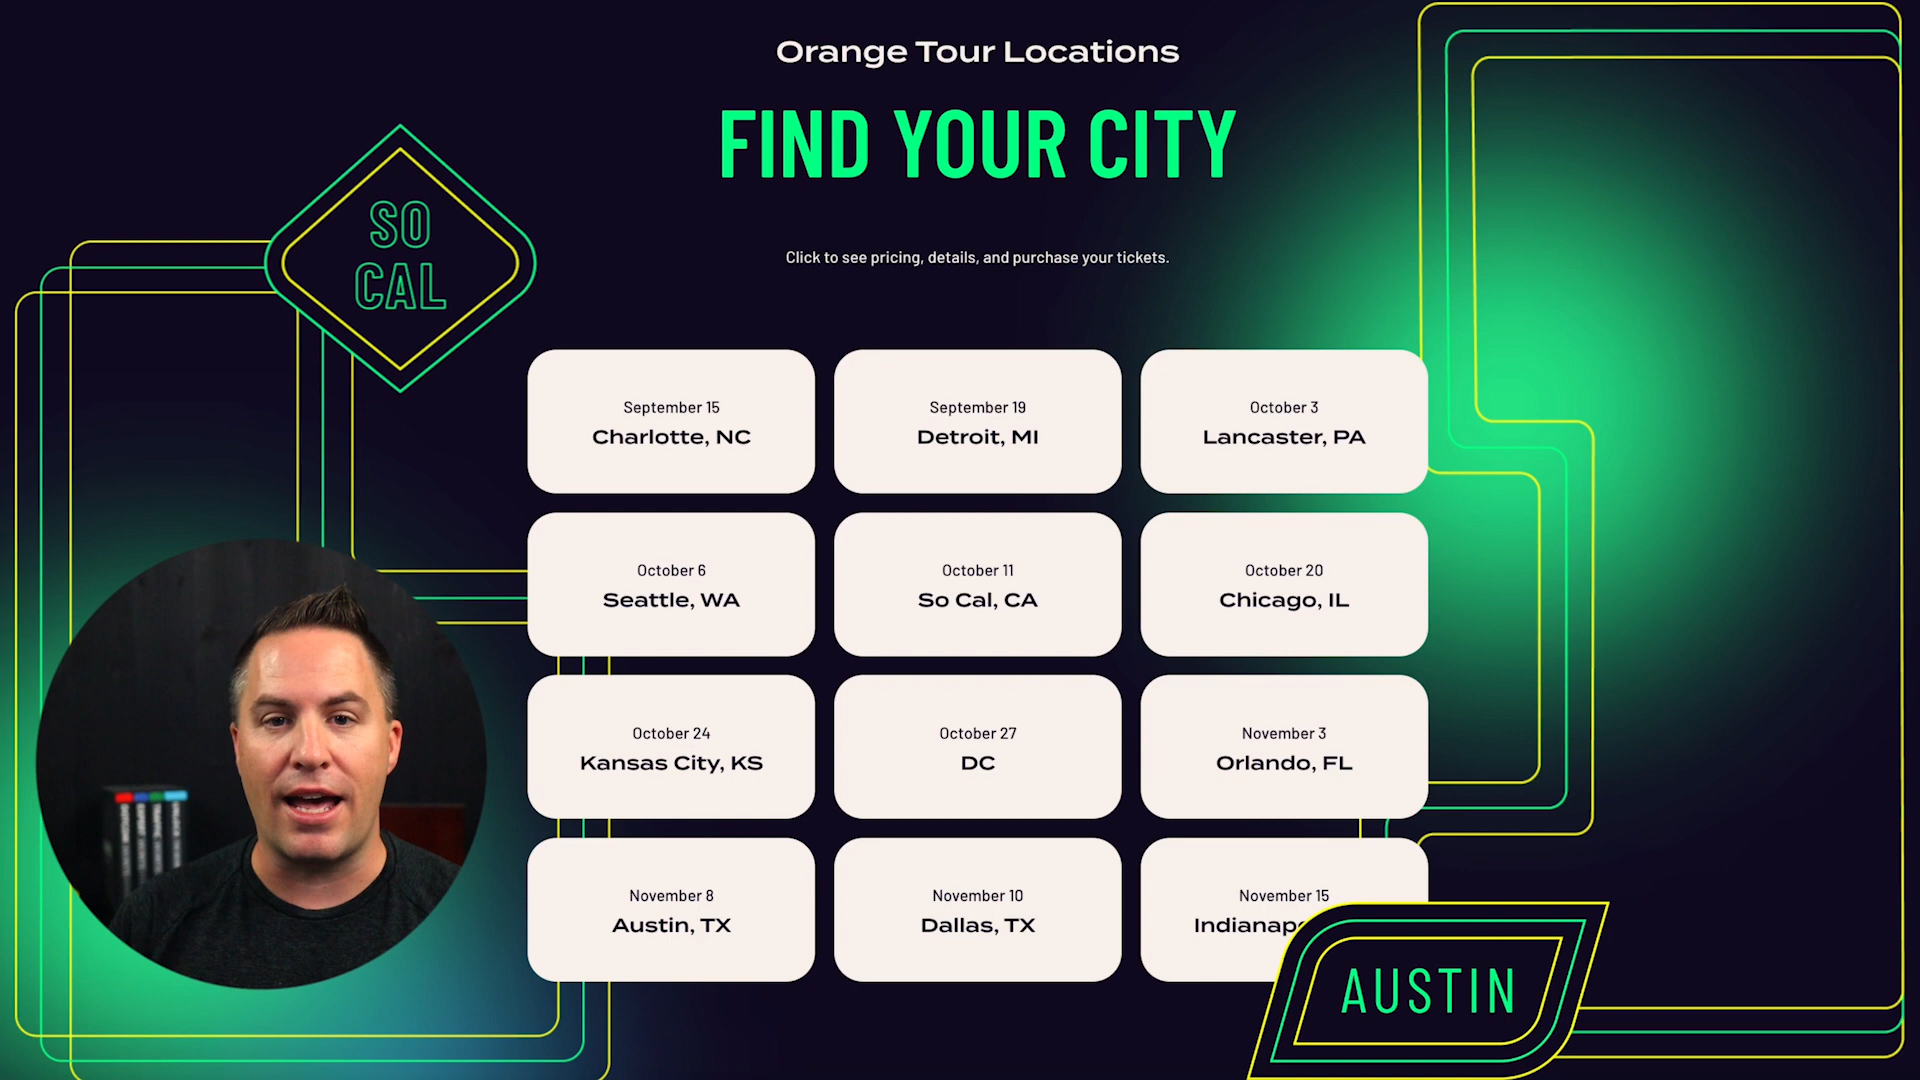 Orange Tour Locations
FIND YOUR CITY
Click to see pricing, details, and purchase your tickets.
SO
CAL
September 15
Charlotte, NC
September 19
Detroit, MI
October 3
Lancaster, PA
October 6
Seattle, WA
October 11
So Cal, CA
October 20
Chicago, IL
October 24
Kansas City, KS
October 27
DC
November 3
Orlando, FL
November 8
Austin, TX
November 10
Dallas, TX
November 15
Indianap
AUSTIN